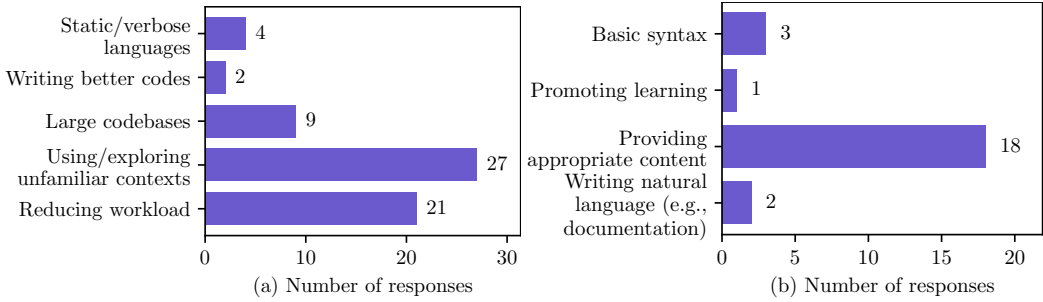 Static/verbose
languages
4
Writing better codes
2
Large codebases
9
Using/exploring
unfamiliar contexts
27
Reducing workload
21
0
10
20
30
(a) Number of responses
Basic syntax
3
Promoting learning
1
Providing
appropriate content
18
Writing natural
language (e.g.,
documentation)
2
0
5
10
15
20
(b) Number of responses